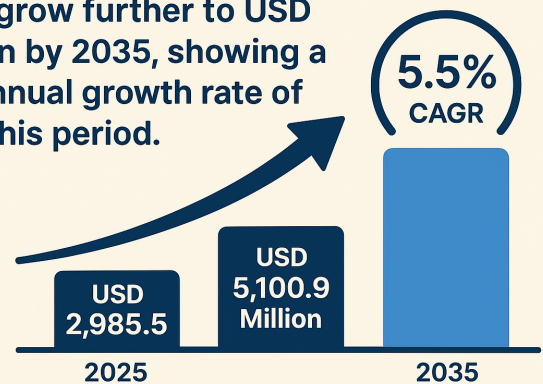 grow further to USD
n by 2035, showing a
nnual growth rate of
his period.
5.5%
CAGR
USD
2,985.5
USD
5,100.9
Million
2025
2035